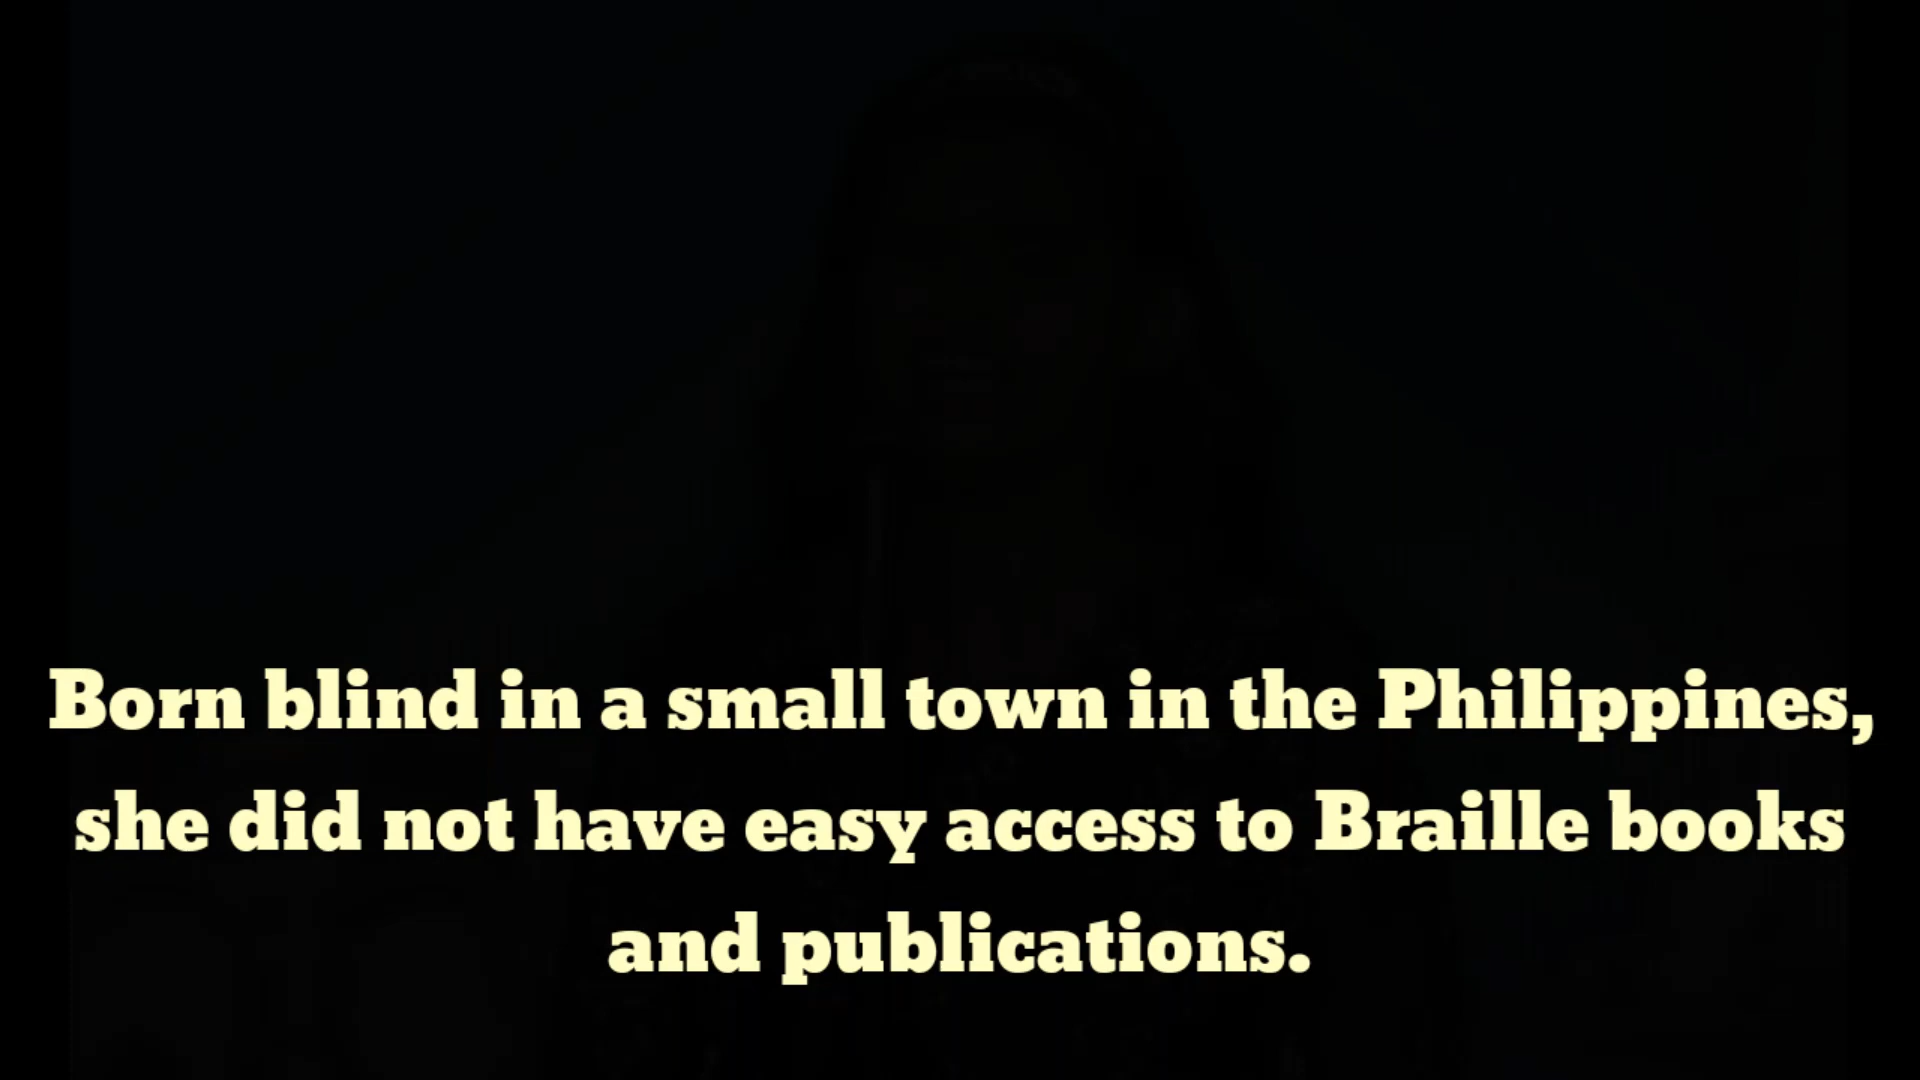 Born blind in a small town in the Philippines,
she did not have easy access to Braille books
and publications.